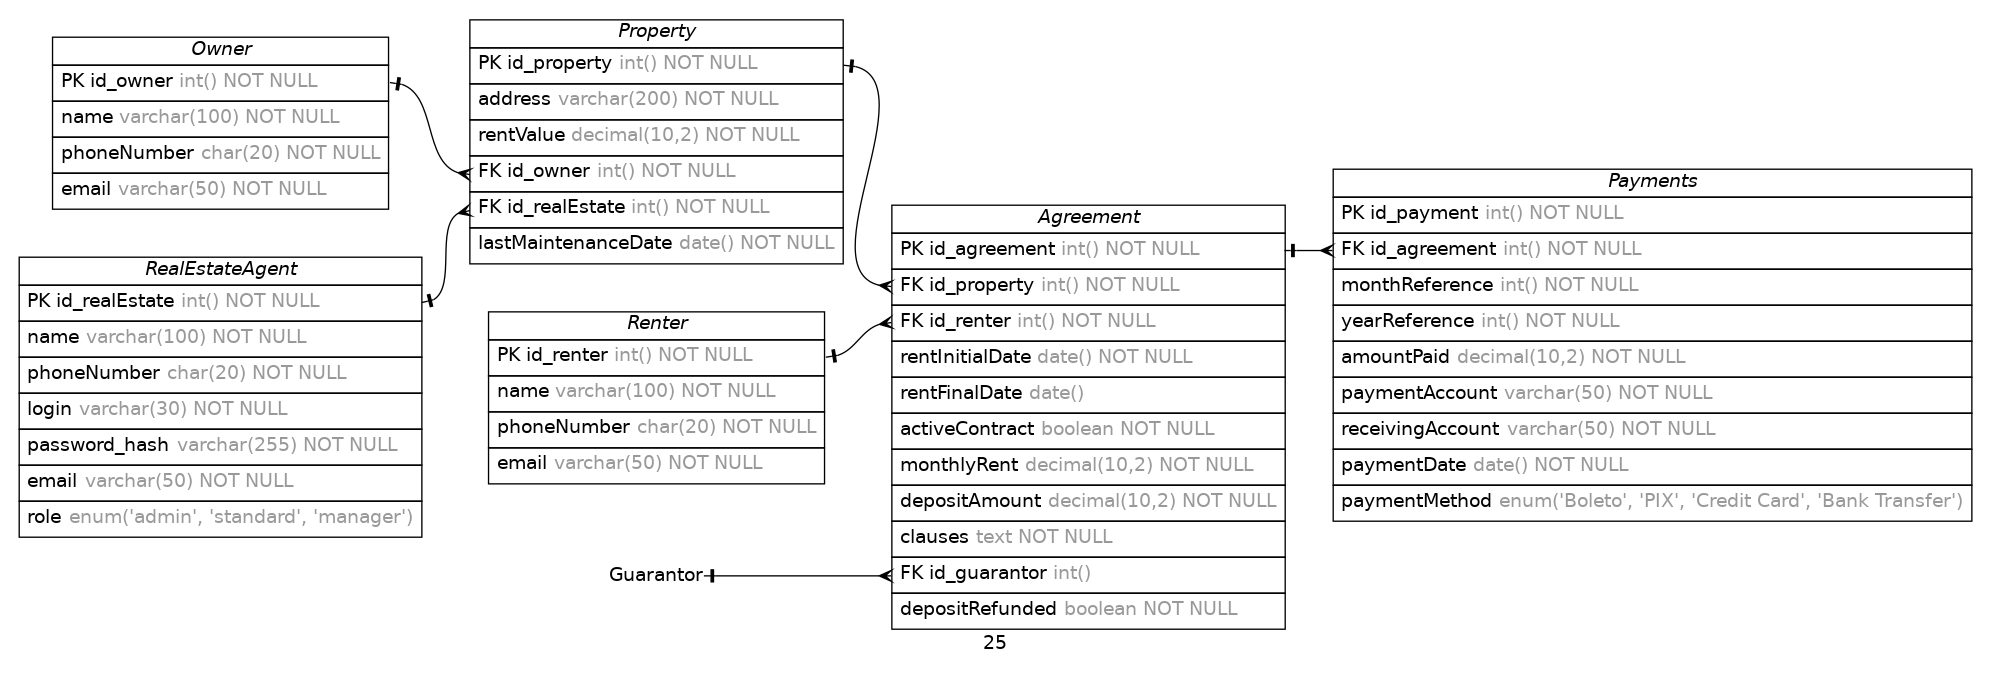 Owner
PK id_owner int() NOT NULL
name varchar(100) NOT NULL
phoneNumber char(20) NOT NULL
email varchar(50) NOT NULL
RealEstateAgent
PK id_realEstate int() NOT NULL
name varchar(100) NOT NULL
phoneNumber char(20) NOT NULL
login varchar(30) NOT NULL
password_hash varchar(255) NOT NULL
email varchar(50) NOT NULL
role enum('admin', 'standard', 'manager')
Property
PK id_property int() NOT NULL
address varchar(200) NOT NULL
rentValue decimal(10,2) NOT NULL
FK id_owner int() NOT NULL
FK id_realEstate int() NOT NULL
lastMaintenanceDate date() NOT NULL
Renter
PK id_renter int() NOT NULL
name varchar(100) NOT NULL
phoneNumber char(20) NOT NULL
email varchar(50) NOT NULL
Guarantor
Agreement
PK id_agreement int() NOT NULL
FK id_property int() NOT NULL
FK id_renter int() NOT NULL
rentInitialDate date() NOT NULL
rentFinalDate date()
activeContract boolean NOT NULL
monthlyRent decimal(10,2) NOT NULL
depositAmount decimal(10,2) NOT NULL
clauses text NOT NULL
FK id_guarantor int()
depositRefunded boolean NOT NULL
Payments
PK id_payment int() NOT NULL
FK id_agreement int() NOT NULL
monthReference int() NOT NULL
yearReference int() NOT NULL
amountPaid decimal(10,2) NOT NULL
paymentAccount varchar(50) NOT NULL
receivingAccount varchar(50) NOT NULL
paymentDate date() NOT NULL
paymentMethod enum('Boleto', 'PIX', 'Credit Card', 'Bank Transfer')
25